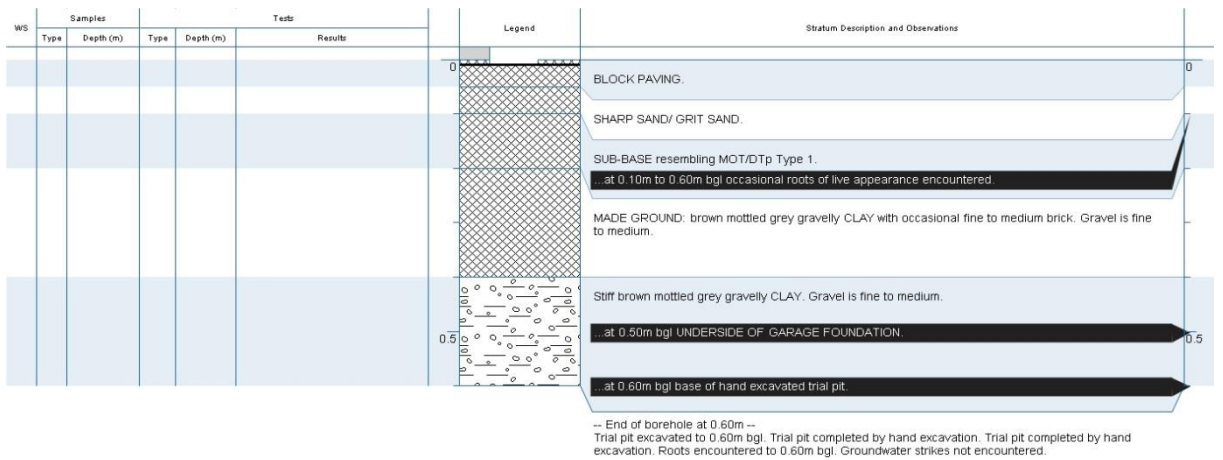 WS
Samples
Tests
Legend
Stratum Description and Observations
Type
Depth (m)
Type
Depth (m)
Results
0
0
BLOCK PAVING.
SHARP SAND/ GRIT SAND.
SUB-BASE resembling MOT/DTp Type 1.
...at 0.10m to 0.60m bgl occasional roots of live appearance encountered.
MADE GROUND: brown mottled grey gravelly CLAY with occasional fine to medium brick. Gravel is fine
to medium.
Stiff brown mottled grey gravelly CLAY. Gravel is fine to medium.
...at 0.50m bgl UNDERSIDE OF GARAGE FOUNDATION.
0.5
0.5
...at 0.60m bgl base of hand excavated trial pit.
-- End of borehole at 0.60m --
Trial pit excavated to 0.60m bgl. Trial pit completed by hand excavation. Trial pit completed by hand
excavation. Roots encountered to 0.60m bgl. Groundwater strikes not encountered.